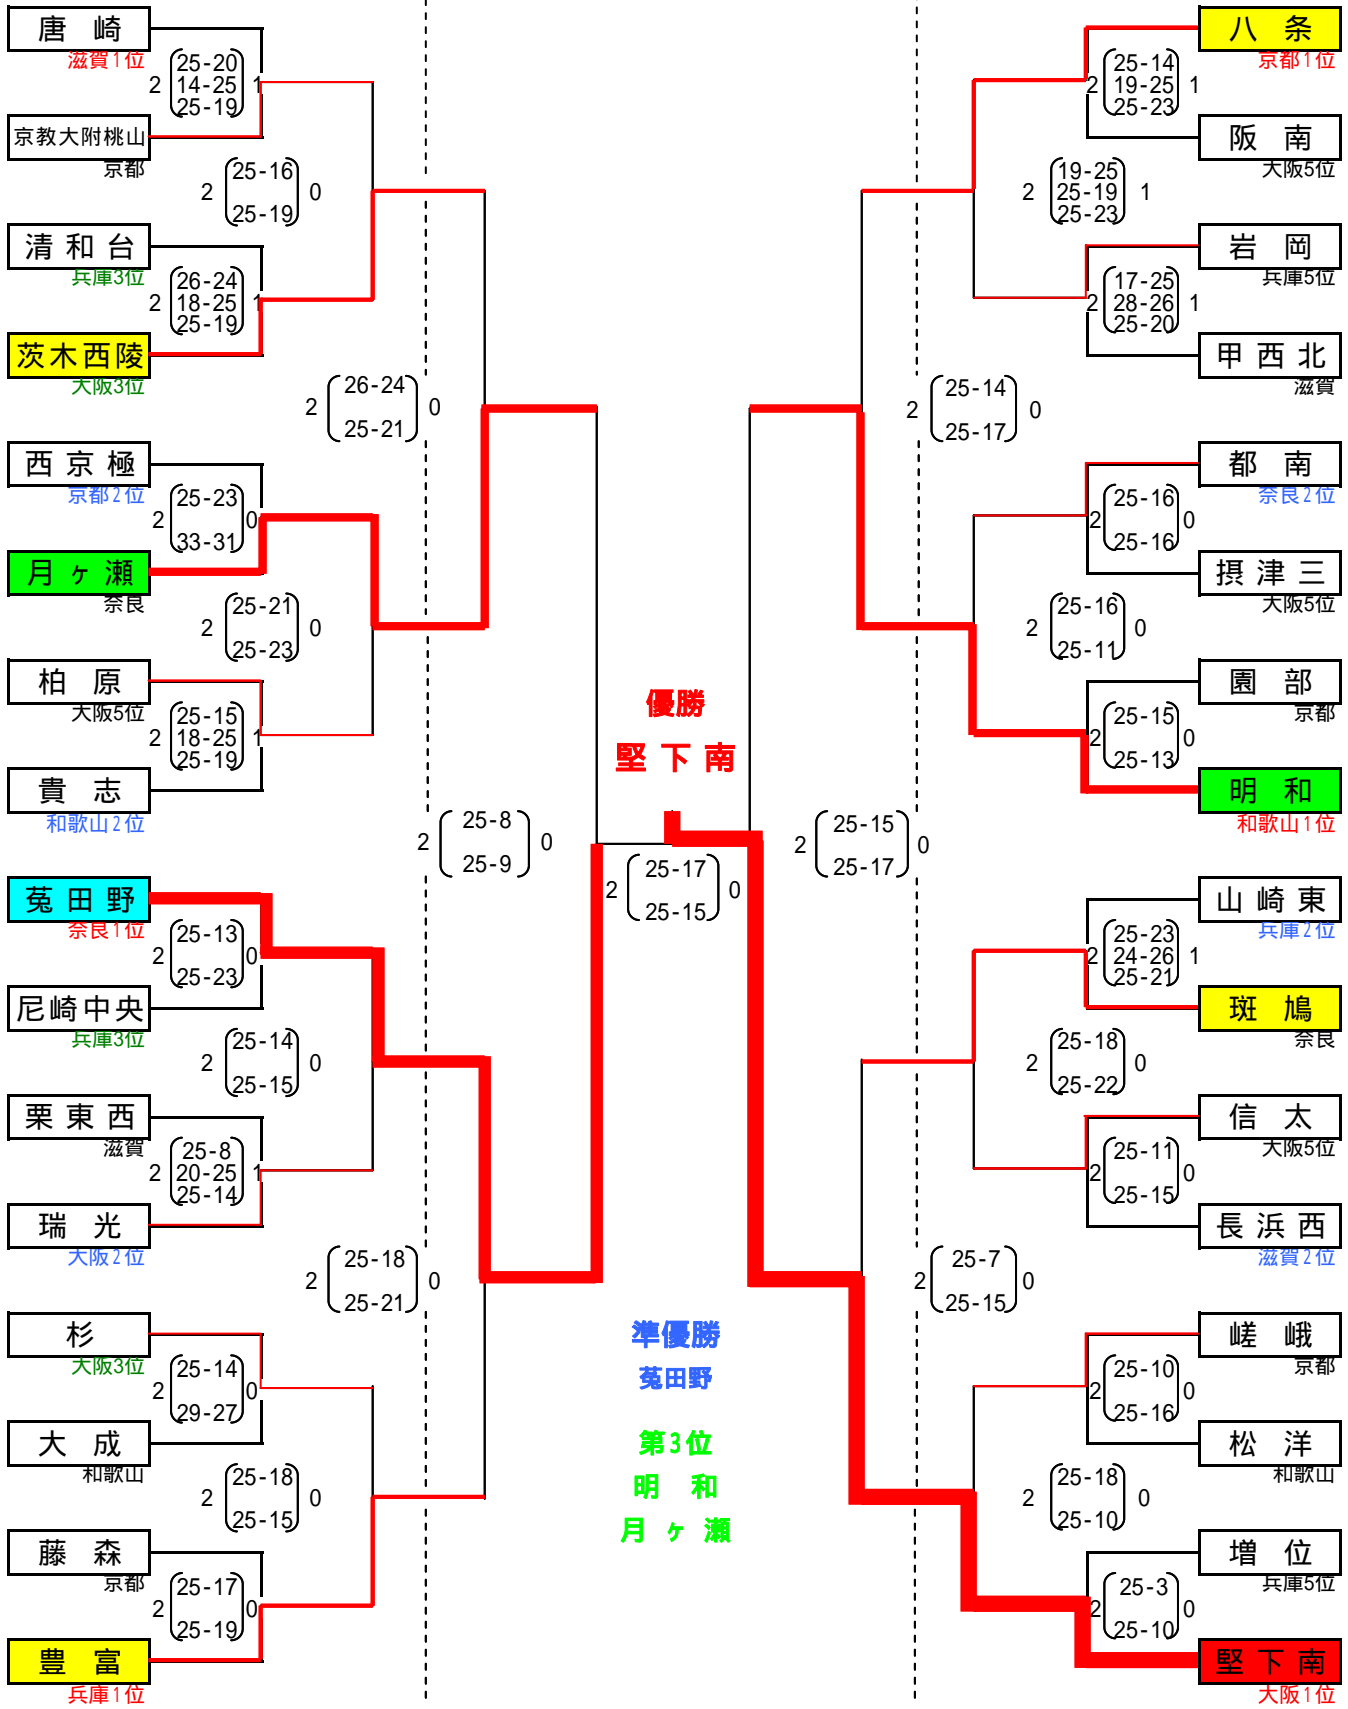 唐崎
滋賀1位
2 25-20 1
14-25
25-19
京教大附桃山
京都
2 25-16 0
25-19
清和台
兵庫3位
2 26-24 1
18-25
25-19
茨木西陵
大阪3位
2 26-24 0
25-21
西京極
京都2位
2 25-23 0
33-31
月ヶ瀬
奈良
2 25-21 0
25-23
柏原
大阪5位
2 25-15 1
18-25
25-19
貴志
和歌山2位
2 25-8 0
25-9
菟田野
奈良1位
2 25-13 0
25-23
尼崎中央
兵庫3位
2 25-14 0
25-15
栗東西
滋賀
2 25-8 1
20-25
25-14
瑞光
大阪2位
2 25-18 0
25-21
杉
大阪3位
2 25-14 0
29-27
大成
和歌山
2 25-18 0
25-15
藤森
京都
2 25-17 0
25-19
豊富
兵庫1位
優勝
堅下南
2 25-17 0
25-15
準優勝
菟田野
第3位
明和
月ヶ瀬
八条
京都1位
2 25-14 1
19-25
25-23
阪南
大阪5位
2 19-25 1
25-19
25-23
岩岡
兵庫5位
2 17-25 1
28-26
25-20
甲西北
滋賀
2 25-14 0
25-17
都南
奈良2位
2 25-16 0
25-16
摂津三
大阪5位
2 25-16 0
25-11
園部
京都
2 25-15 0
25-13
明和
和歌山1位
2 25-15 0
25-17
山崎東
兵庫2位
2 25-23 1
24-26
25-21
斑鳩
奈良
2 25-18 0
25-22
信太
大阪5位
2 25-11 0
25-15
長浜西
滋賀2位
2 25-7 0
25-15
嵯峨
京都
2 25-10 0
25-16
松洋
和歌山
2 25-18 0
25-10
増位
兵庫5位
2 25-3 0
25-10
堅下南
大阪1位